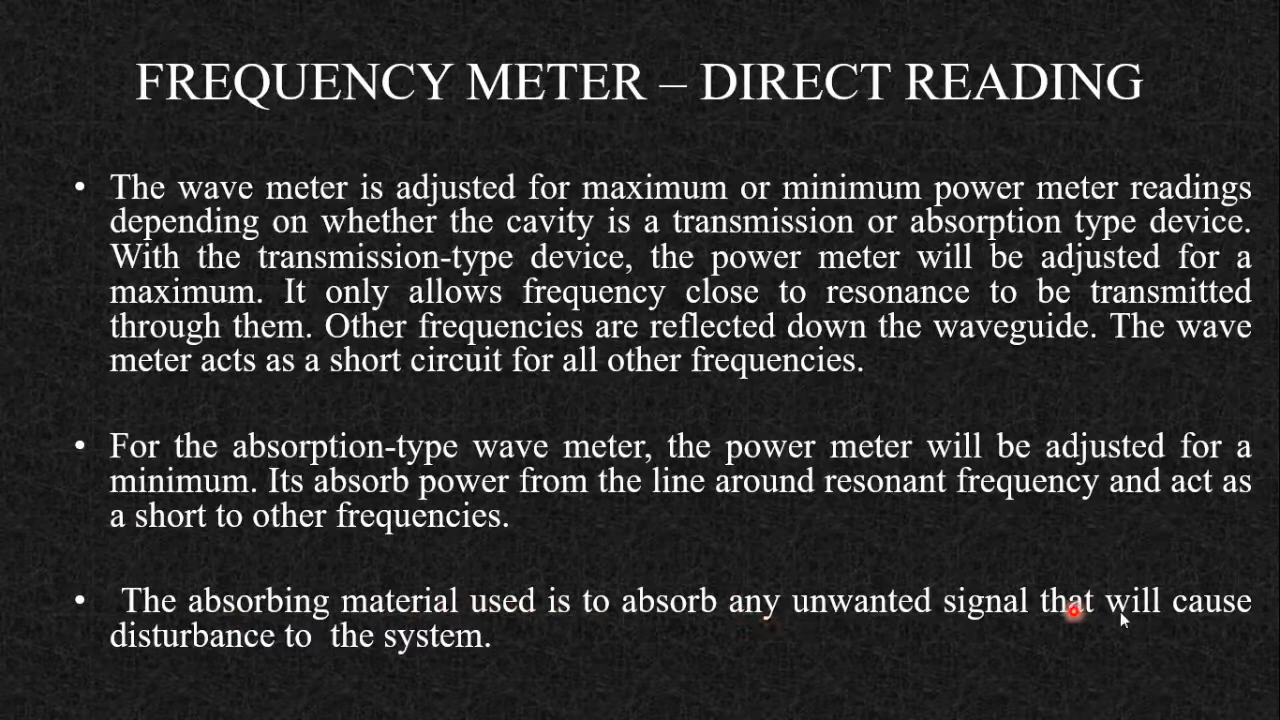 FREQUENCY METER – DIRECT READING
• The wave meter is adjusted for maximum or minimum power meter readings
depending on whether the cavity is a transmission or absorption type device.
With the transmission-type device, the power meter will be adjusted for a
maximum. It only allows frequency close to resonance to be transmitted
through them. Other frequencies are reflected down the waveguide. The wave
meter acts as a short circuit for all other frequencies.
• For the absorption-type wave meter, the power meter will be adjusted for a
minimum. Its absorb power from the line around resonant frequency and act as
a short to other frequencies.
• The absorbing material used is to absorb any unwanted signal that will cause
disturbance to the system.